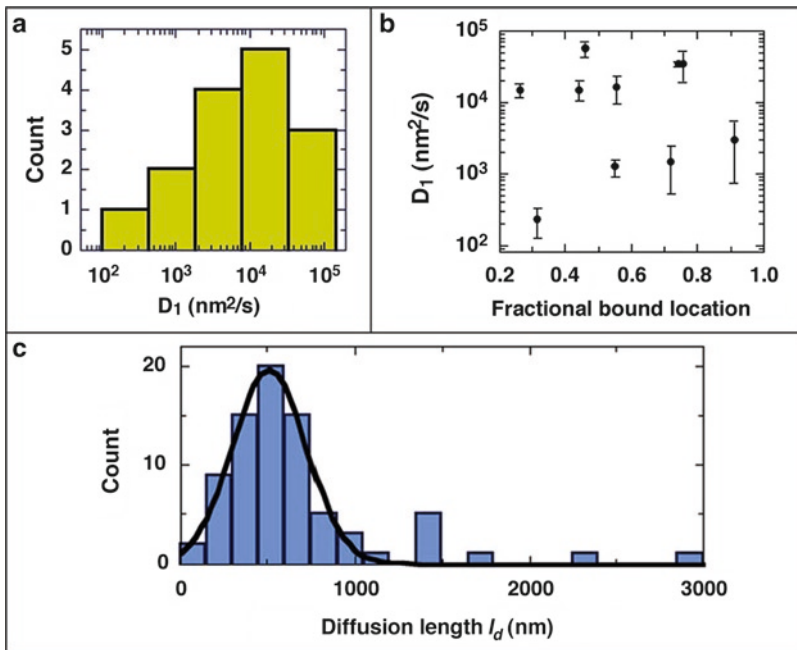 a
Count
5
4
3
2
1
0
10² 10³ 10⁴ 10⁵
D₁ (nm²/s)
b
D₁ (nm²/s)
10⁵
10⁴
10³
10²
0.2 0.4 0.6 0.8 1.0
Fractional bound location
c
Count
20
10
0
0 1000 2000 3000
Diffusion length l_d (nm)